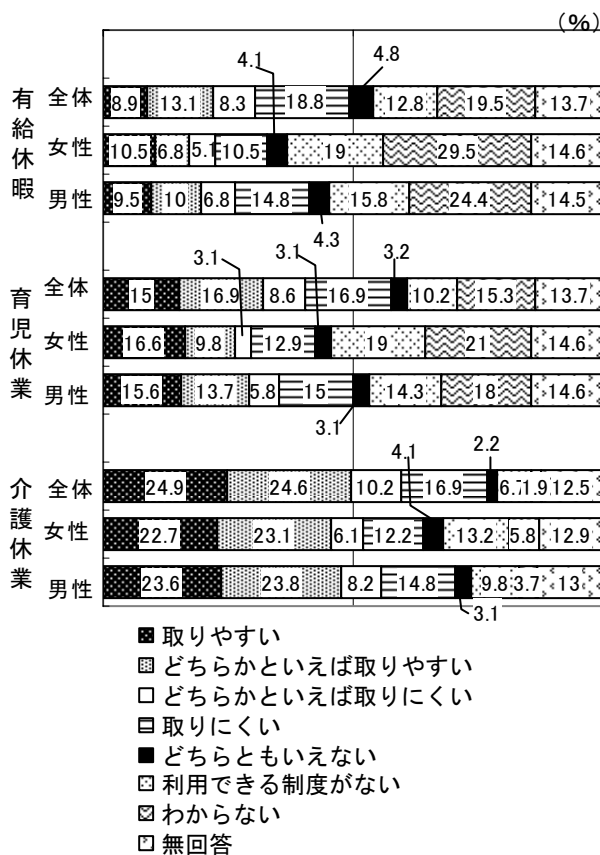 (%)
有給休暇
4.1 4.8
全体 8.9 13.1 8.3 18.8 12.8 19.5 13.7
女性 10.5 6.8 5.1 10.5 19 29.5 14.6
男性 9.5 10 6.8 14.8 15.8 24.4 14.5
4.3
育児休業
3.1 3.1 3.2
全体 15 16.9 8.6 16.9 10.2 15.3 13.7
女性 16.6 9.8 12.9 19 21 14.6
男性 15.6 13.7 5.8 15 14.3 18 14.6
3.1
介護休業
4.1 2.2
全体 24.9 24.6 10.2 16.9 6.7 1.9 12.5
女性 22.7 23.1 6.1 12.2 13.2 5.8 12.9
男性 23.6 23.8 8.2 14.8 9.8 3.7 13
3.1
取りやすい
どちらかといえば取りやすい
どちらかといえば取りにくい
取りにくい
どちらともいえない
利用できる制度がない
わからない
無回答